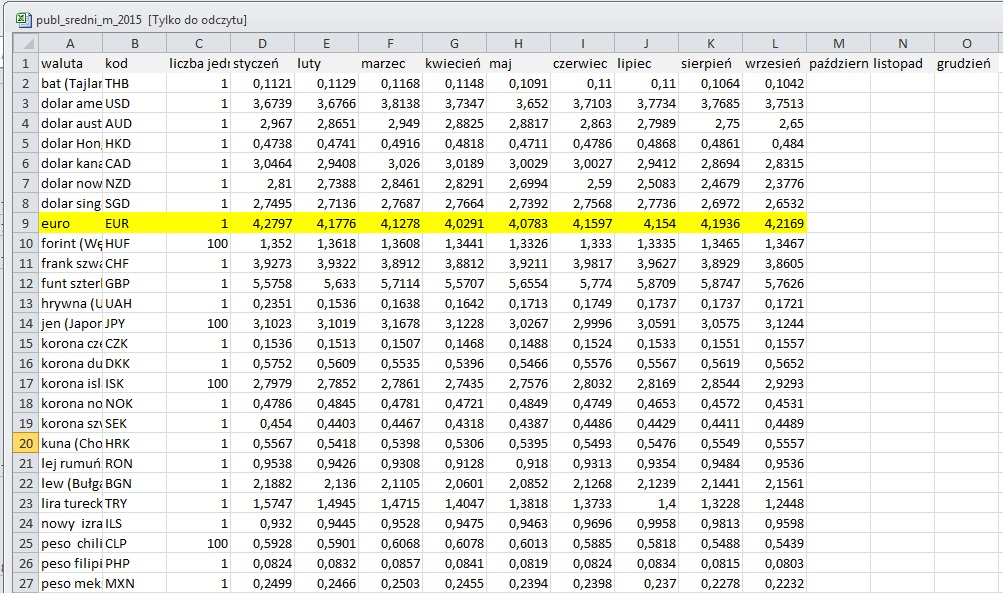 publ_sredni_m_2015 [Tylko do odczytu]
A B C D E F G H I J K L M N O
1 waluta kod liczba jedn styczeń luty marzec kwiecień maj czerwiec lipiec sierpień wrzesień październ listopad grudzień
2 bat (Tajlan THB 1 0,1121 0,1129 0,1168 0,1148 0,1091 0,11 0,11 0,1064 0,1042
3 dolar ame USD 1 3,6739 3,6766 3,8138 3,7347 3,652 3,7103 3,7734 3,7685 3,7513
4 dolar aust AUD 1 2,967 2,8651 2,949 2,8825 2,8817 2,863 2,7989 2,75 2,65
5 dolar Hon HKD 1 0,4738 0,4741 0,4916 0,4818 0,4711 0,4786 0,4868 0,4861 0,484
6 dolar kana CAD 1 3,0464 2,9408 3,026 3,0189 3,0029 3,0027 2,9412 2,8694 2,8315
7 dolar now NZD 1 2,81 2,7388 2,8461 2,8291 2,6994 2,59 2,5083 2,4679 2,3776
8 dolar sing SGD 1 2,7495 2,7136 2,7687 2,7664 2,7392 2,7568 2,7736 2,6972 2,6532
9 euro EUR 1 4,2797 4,1776 4,1278 4,0291 4,0783 4,1597 4,154 4,1936 4,2169
10 forint (Wę HUF 100 1,352 1,3618 1,3608 1,3441 1,3326 1,333 1,3335 1,3465 1,3467
11 frank szwa CHF 1 3,9273 3,9322 3,8912 3,8812 3,9211 3,9817 3,9627 3,8929 3,8605
12 funt szterl GBP 1 5,5758 5,633 5,7114 5,5707 5,6554 5,774 5,8709 5,8747 5,7626
13 hrywna (U UAH 1 0,2351 0,1536 0,1638 0,1642 0,1713 0,1749 0,1737 0,1737 0,1721
14 jen (Japon JPY 100 3,1023 3,1019 3,1678 3,1228 3,0267 2,9996 3,0591 3,0575 3,1244
15 korona cze CZK 1 0,1536 0,1513 0,1507 0,1468 0,1488 0,1524 0,1533 0,1551 0,1557
16 korona du DKK 1 0,5752 0,5609 0,5535 0,5396 0,5466 0,5576 0,5567 0,5619 0,5652
17 korona isl ISK 100 2,7979 2,7852 2,7861 2,7435 2,7576 2,8032 2,8169 2,8544 2,9293
18 korona no NOK 1 0,4786 0,4845 0,4781 0,4721 0,4849 0,4749 0,4653 0,4572 0,4531
19 korona szw SEK 1 0,454 0,4403 0,4467 0,4318 0,4387 0,4486 0,4429 0,4411 0,4489
20 kuna (Cho HRK 1 0,5567 0,5418 0,5398 0,5306 0,5395 0,5493 0,5476 0,5549 0,5557
21 lej rumuń RON 1 0,9538 0,9426 0,9308 0,9128 0,918 0,9313 0,9354 0,9484 0,9536
22 lew (Bułga BGN 1 2,1882 2,136 2,1105 2,0601 2,0852 2,1268 2,1239 2,1441 2,1561
23 lira tureck TRY 1 1,5747 1,4945 1,4715 1,4047 1,3818 1,3733 1,4 1,3228 1,2448
24 nowy izra ILS 1 0,932 0,9445 0,9528 0,9475 0,9463 0,9696 0,9958 0,9813 0,9598
25 peso chili CLP 100 0,5928 0,5901 0,6068 0,6078 0,6013 0,5885 0,5818 0,5488 0,5439
26 peso filipi PHP 1 0,0824 0,0832 0,0857 0,0841 0,0819 0,0824 0,0834 0,0815 0,0803
27 peso mek MXN 1 0,2499 0,2466 0,2503 0,2455 0,2394 0,2398 0,237 0,2278 0,2232